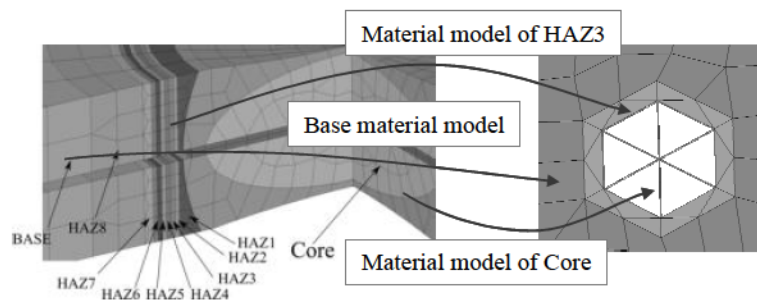 Material model of HAZ3
Base material model
BASE
HAZ8
HAZ7
HAZ6
HAZ5
HAZ4
HAZ3
HAZ2
HAZ1
Core
Material model of Core